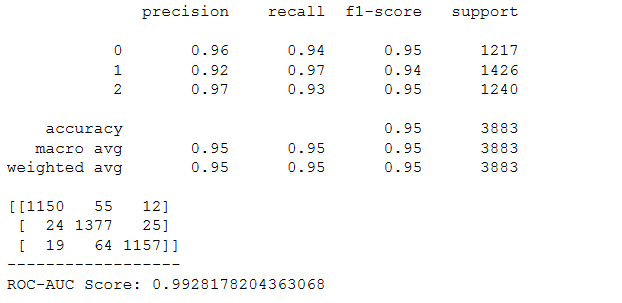 precision    recall  f1-score   support

0       0.96      0.94      0.95      1217
1       0.92      0.97      0.94      1426
2       0.97      0.93      0.95      1240

accuracy                           0.95      3883
macro avg       0.95      0.95      0.95      3883
weighted avg       0.95      0.95      0.95      3883

[[1150   55   12]
 [  24 1377   25]
 [  19   64 1157]]
------------------
ROC-AUC Score: 0.9928178204363068